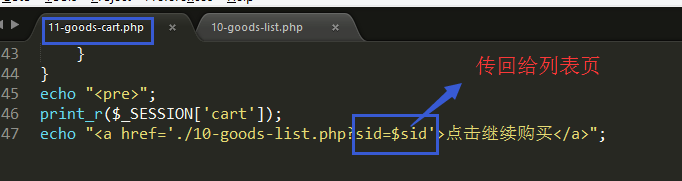 11-goods-cart.php × 10-goods-list.php ×
43 }
44 }
45 echo "<pre>";
传回给列表页
46 print_r($_SESSION['cart']);
47 echo "<a href='./10-goods-list.php?sid=$sid'>点击继续购买</a>";